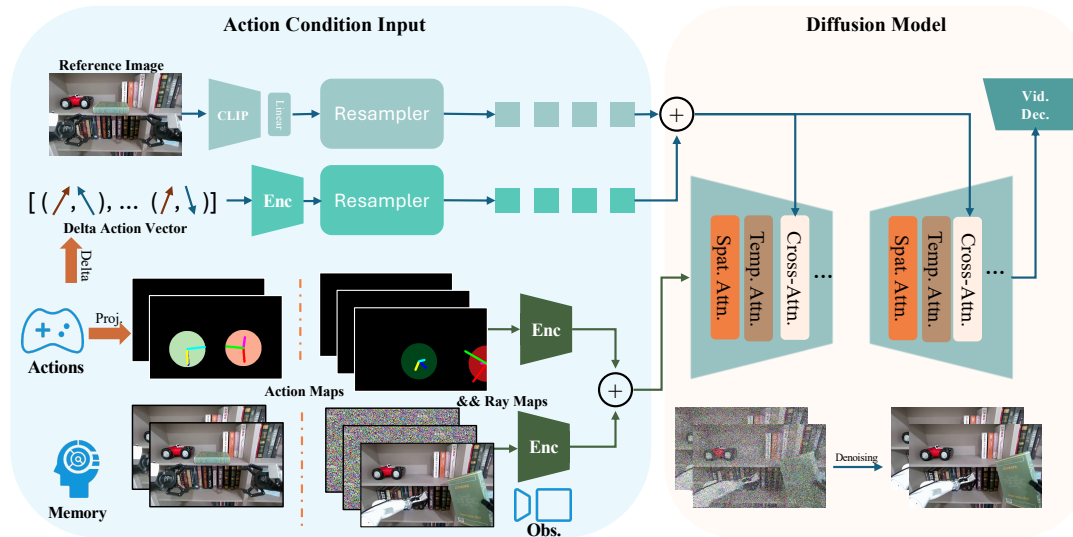 Action Condition Input
Diffusion Model
Reference Image
CLIP
Linear
Resampler
+
Vid.
Dec.
[ ( , ), ... ( , )]
Enc
Resampler
Delta Action Vector
Delta
Spat. Attn.
Temp. Attn.
Cross-Attn.
...
Spat. Attn.
Temp. Attn.
Cross-Attn.
...
Proj.
Enc
Actions
Action Maps
&& Ray Maps
+
Enc
Memory
Obs.
Denoising